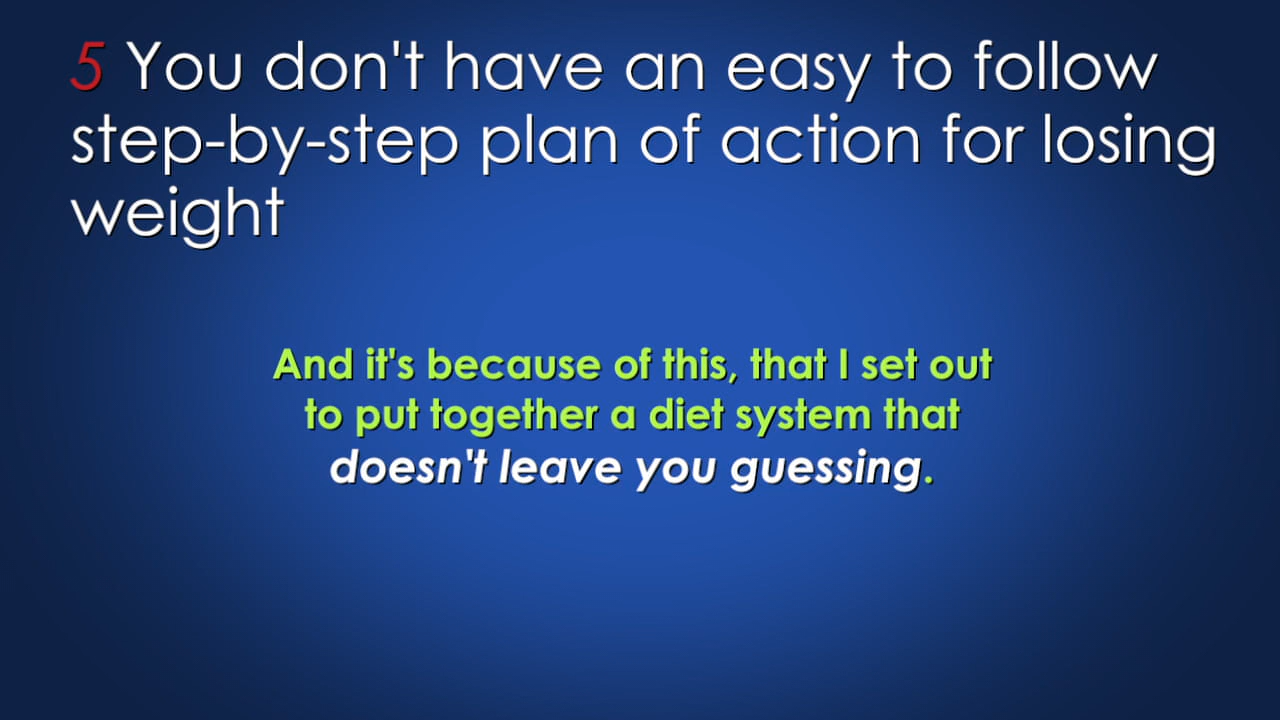 5 You don't have an easy to follow
step-by-step plan of action for losing
weight
And it's because of this, that I set out
to put together a diet system that
doesn't leave you guessing.